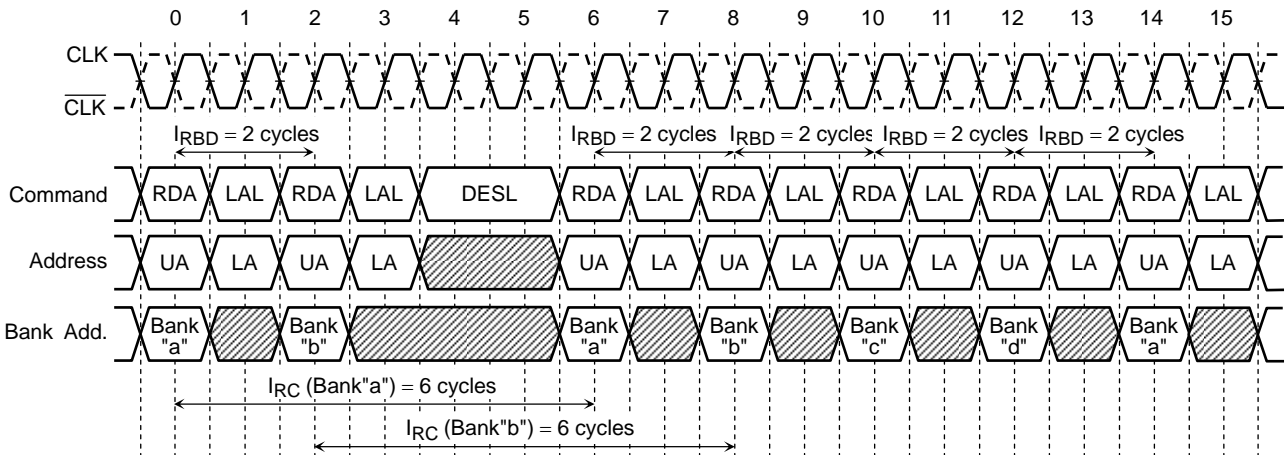 0 1 2 3 4 5 6 7 8 9 10 11 12 13 14 15
CLK
CLK
IRBD = 2 cycles IRBD = 2 cycles IRBD = 2 cycles IRBD = 2 cycles IRBD = 2 cycles
Command RDA LAL RDA LAL DESL RDA LAL RDA LAL RDA LAL RDA LAL RDA LAL
Address UA LA UA LA UA LA UA LA UA LA UA LA UA LA
Bank Add. Bank "a" Bank "b" Bank "a" Bank "b" Bank "c" Bank "d" Bank "a"
IRC (Bank"a") = 6 cycles
IRC (Bank"b") = 6 cycles